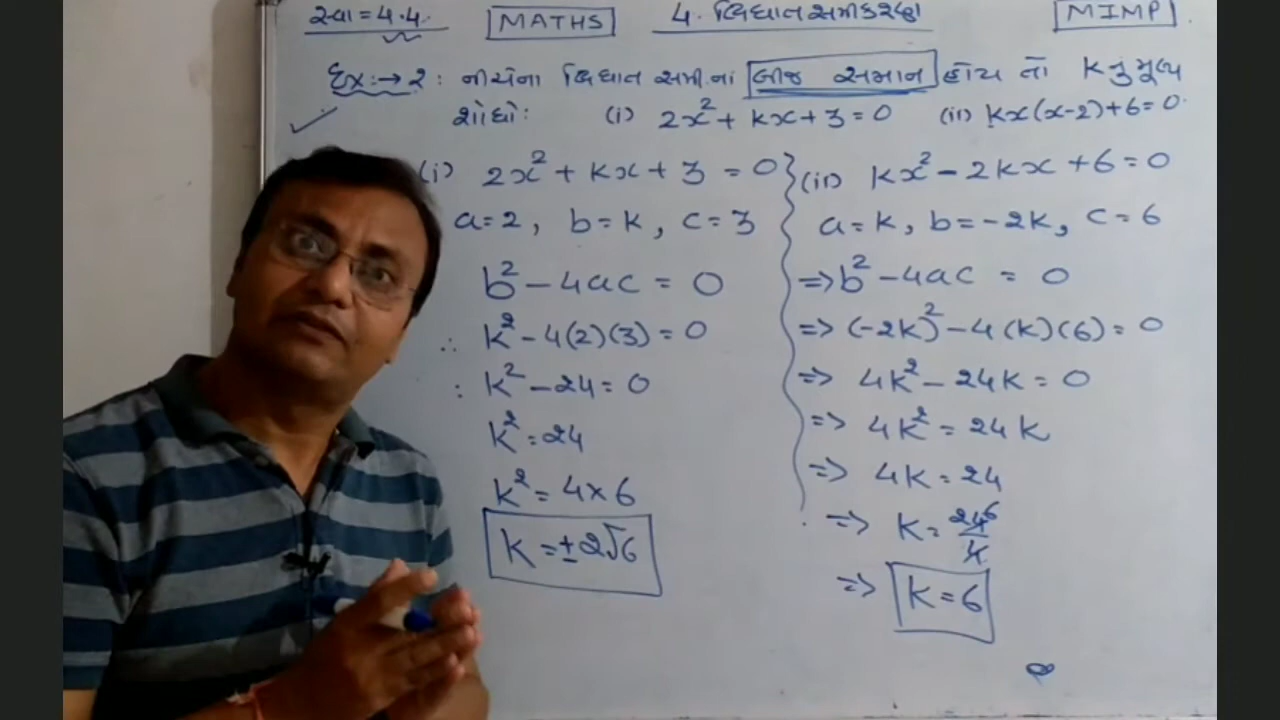 સ્વા = 4.4. MATHS 4. દ્વિઘાત સમીકરણ MIMP.
Ex:→ 2: નીચેના દ્વિઘાત સમી.નાં બીજ સમાન હોય તો K નું મૂલ્ય
શોધો: (i) 2x² + kx + 3 = 0 (ii) kx(x-2)+6=0
(i) 2x² + kx + 3 = 0
a=2, b=k, c=3
b² - 4ac = 0
∴ k² - 4(2)(3) = 0
: k² - 24 = 0
k² = 24
k² = 4×6
k = ±2√6
(ii) kx² - 2kx + 6 = 0
a=k, b=-2k, c=6
=> b² - 4ac = 0
=> (-2k)² - 4(k)(6) = 0
=> 4k² - 24k = 0
=> 4k² = 24k
=> 4k = 24
=> k = 24⁶/4
=> k = 6